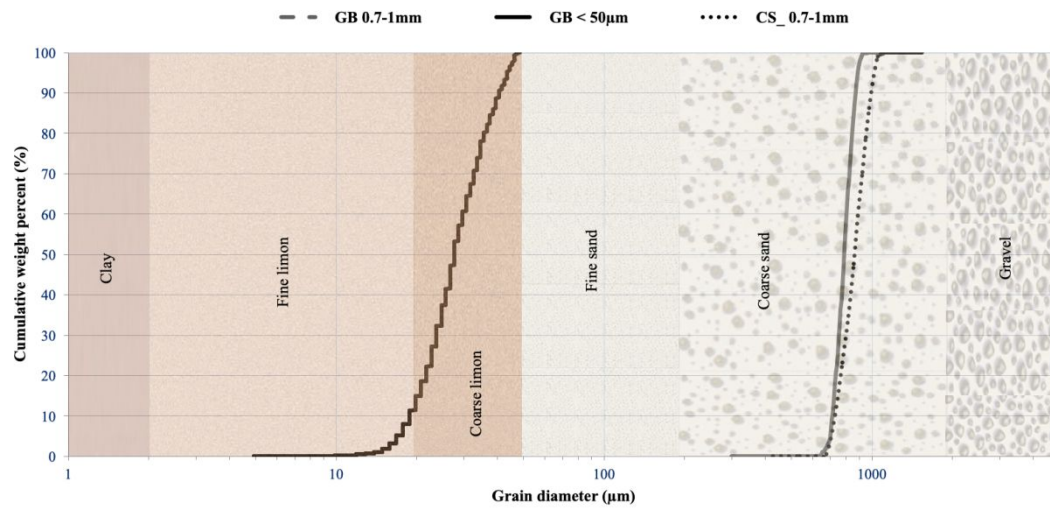 GB 0.7-1mm GB < 50µm CS_ 0.7-1mm
100
90
80
70
60
50
40
30
20
10
0
Cumulative weight percent (%)
Clay
Fine limon
Coarse limon
Fine sand
Coarse sand
Gravel
1 10 100 1000
Grain diameter (µm)